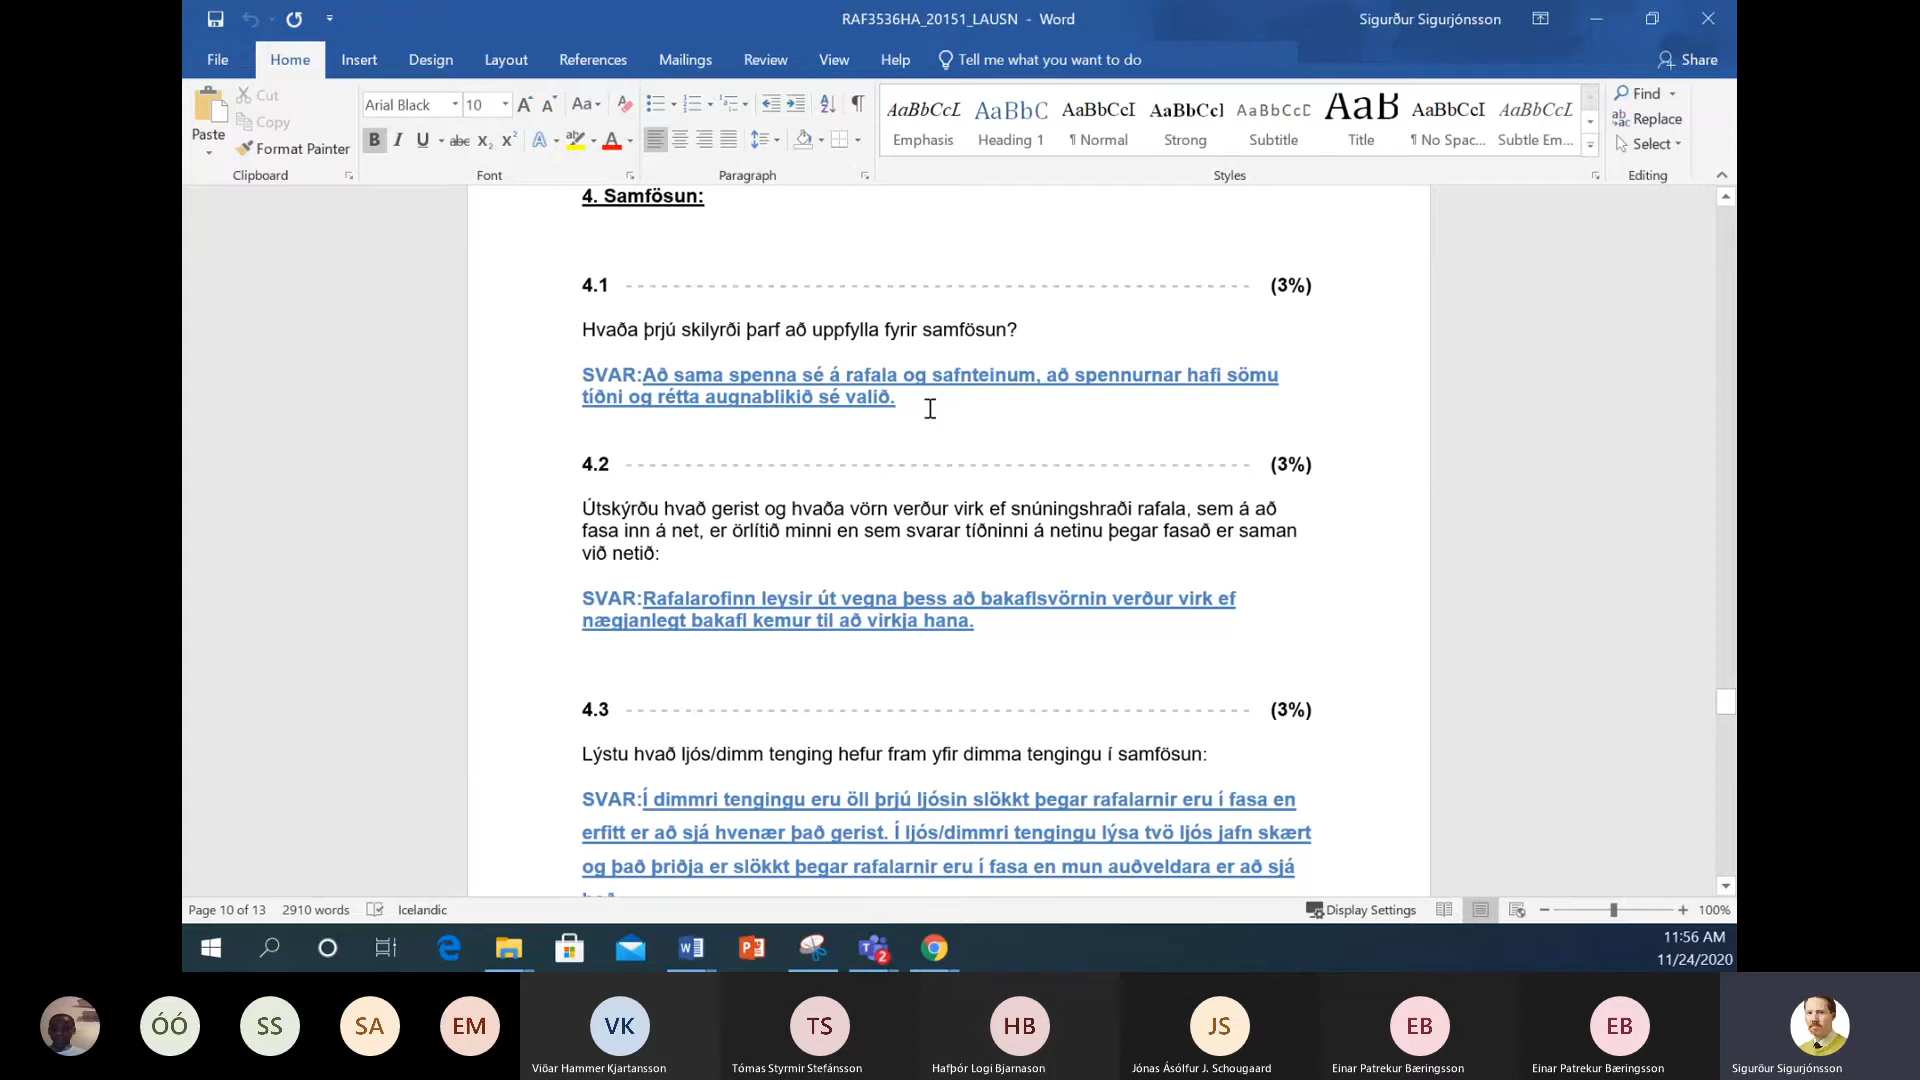 RAF3536HA_20151_LAUSN - Word
Sigurður Sigurjónsson
File Home Insert Design Layout References Mailings Review View Help Tell me what you want to do
Share
Paste
Cut
Copy
Format Painter
Clipboard
Arial Black 10
Font
Paragraph
AaBbCcI AaBbC AaBbCcI AaBbCcI AaBbCcD AaB AaBbCcI AaBbCcI
Emphasis Heading 1 ¶ Normal Strong Subtitle Title ¶ No Spac... Subtle Em...
Styles
Find
Replace
Select
Editing
4. Samfösun:
4.1 (3%)
Hvaða þrjú skilyrði þarf að uppfylla fyrir samfösun?
SVAR:Að sama spenna sé á rafala og safnteinum, að spennurnar hafi sömu
tíðni og rétta augnablikið sé valið.
4.2 (3%)
Útskýrðu hvað gerist og hvaða vörn verður virk ef snúningshraði rafala, sem á að
fasa inn á net, er örlítið minni en sem svarar tíðninni á netinu þegar fasað er saman
við netið:
SVAR:Rafalarofinn leysir út vegna þess að bakaflsvörnin verður virk ef
nægjanlegt bakafl kemur til að virkja hana.
4.3 (3%)
Lýstu hvað ljós/dimm tenging hefur fram yfir dimma tengingu í samfösun:
SVAR:Í dimmri tengingu eru öll þrjú ljósin slökkt þegar rafalarnir eru í fasa en
erfitt er að sjá hvenær það gerist. Í ljós/dimmri tengingu lýsa tvö ljós jafn skært
og það þriðja er slökkt þegar rafalarnir eru í fasa en mun auðveldara er að sjá
Page 10 of 13 2910 words Icelandic
Display Settings
100%
11:56 AM
11/24/2020
2
ÓÓ SS SA EM VK TS HB JS EB EB
Viðar Hammer Kjartansson
Tómas Styrmir Stefánsson
Hafþór Logi Bjarnason
Jónas Ásólfur J. Schougaard
Einar Patrekur Bæringsson
Einar Patrekur Bæringsson
Sigurður Sigurjónsson